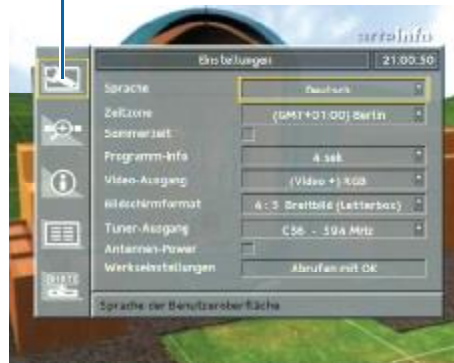 arteInfo
Einstellungen 21:00:50
Sprache Deutsch
Zeitzone (GMT+01:00) Berlin
Sommerzeit
Programm-Info 4 sek
Video-Ausgang (Video +) RGB
Bildschirmformat 4 : 3 Breitbild (Letterbox)
Tuner-Ausgang C36 - 594 MHz
Antennen-Power
Werkseinstellungen Abrufen mit OK
Sprache der Benutzeroberfläche